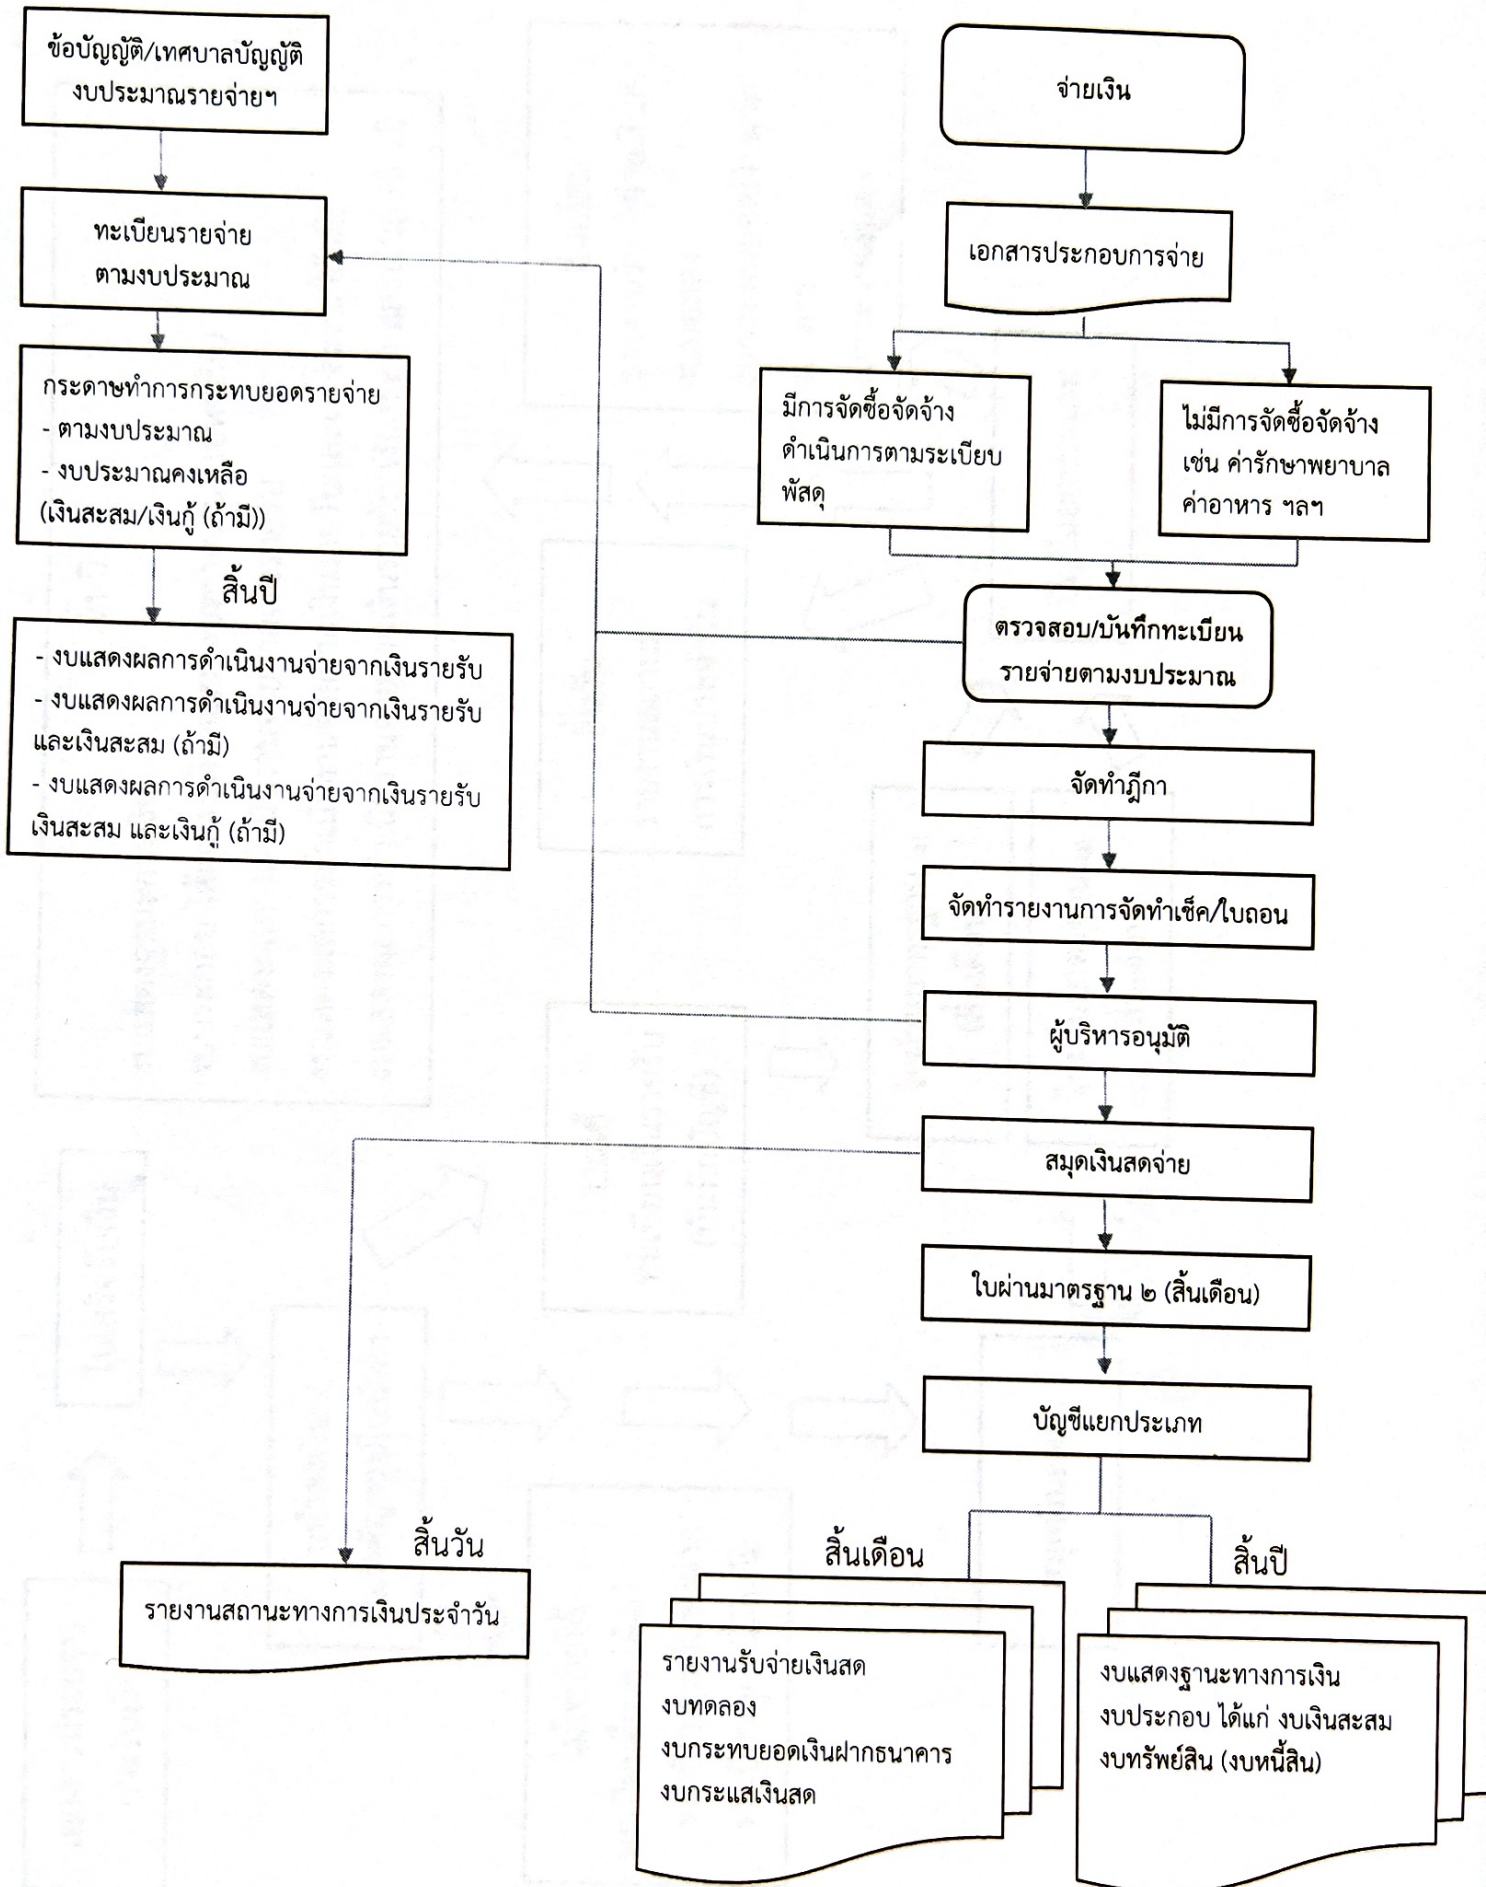 ข้อบัญญัติ/เทศบาลบัญญัติ
งบประมาณรายจ่ายฯ
ทะเบียนรายจ่าย
ตามงบประมาณ
กระดาษทำการกระทบยอดรายจ่าย
- ตามงบประมาณ
- งบประมาณคงเหลือ
(เงินสะสม/เงินกู้ (ถ้ามี))
สิ้นปี
- งบแสดงผลการดำเนินงานจ่ายจากเงินรายรับ
- งบแสดงผลการดำเนินงานจ่ายจากเงินรายรับ
และเงินสะสม (ถ้ามี)
- งบแสดงผลการดำเนินงานจ่ายจากเงินรายรับ
เงินสะสม และเงินกู้ (ถ้ามี)
จ่ายเงิน
เอกสารประกอบการจ่าย
มีการจัดซื้อจัดจ้าง
ดำเนินการตามระเบียบ
พัสดุ
ไม่มีการจัดซื้อจัดจ้าง
เช่น ค่ารักษาพยาบาล
ค่าอาหาร ฯลฯ
ตรวจสอบ/บันทึกทะเบียน
รายจ่ายตามงบประมาณ
จัดทำฎีกา
จัดทำรายงานการจัดทำเช็ค/ใบถอน
ผู้บริหารอนุมัติ
สมุดเงินสดจ่าย
ใบผ่านมาตรฐาน ๒ (สิ้นเดือน)
บัญชีแยกประเภท
สิ้นวัน
รายงานสถานะทางการเงินประจำวัน
สิ้นเดือน
รายงานรับจ่ายเงินสด
งบทดลอง
งบกระทบยอดเงินฝากธนาคาร
งบกระแสเงินสด
สิ้นปี
งบแสดงฐานะทางการเงิน
งบประกอบ ได้แก่ งบเงินสะสม
งบทรัพย์สิน (งบหนี้สิน)